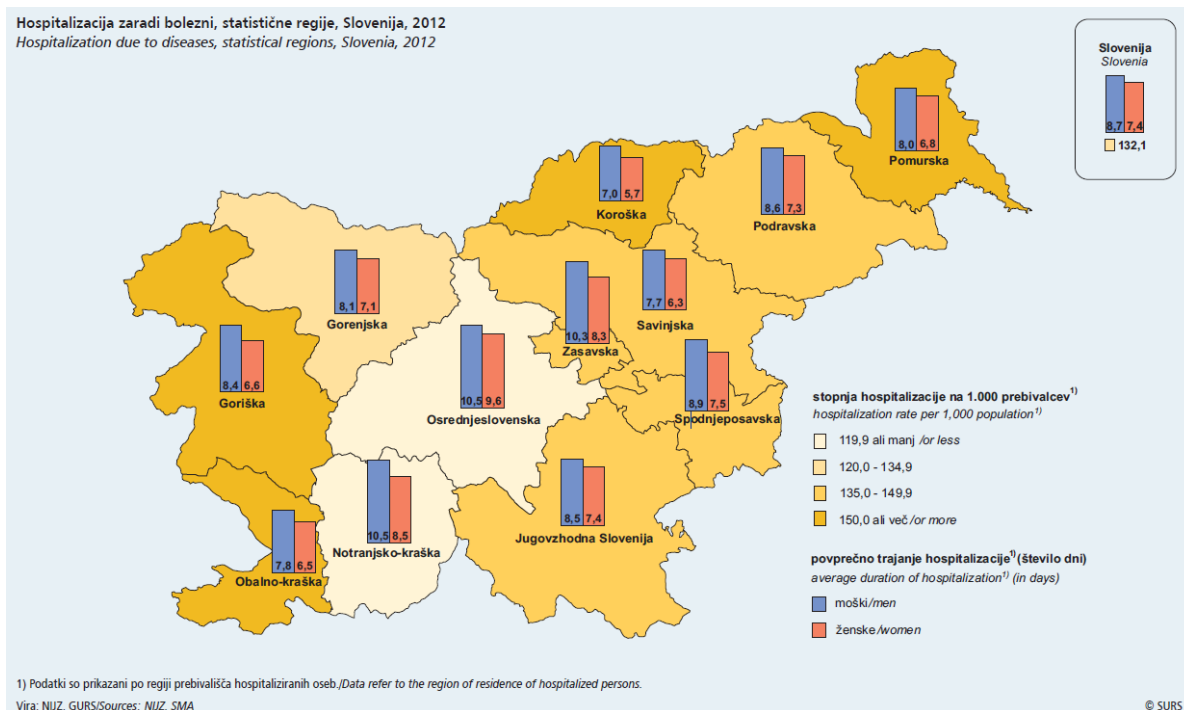 Hospitalizacija zaradi bolezni, statistične regije, Slovenija, 2012
Hospitalization due to diseases, statistical regions, Slovenia, 2012
Slovenija
Slovenia
8,7 7,4
132,1
8,0 6,8
Pomurska
7,0 5,7
Koroška
8,6 7,3
Podravska
8,1 7,1
Gorenjska
7,7 6,3
Savinjska
10,3 8,3
Zasavska
8,4 6,6
Goriška
10,5 9,6
Osrednjeslovenska
8,9 7,5
Spodnjeposavska
10,5 8,5
Notranjsko-kraška
8,5 7,4
Jugovzhodna Slovenija
7,8 6,5
Obalno-kraška
stopnja hospitalizacije na 1.000 prebivalcev1)
hospitalization rate per 1,000 population1)
119,9 ali manj /or less
120,0 - 134,9
135,0 - 149,9
150,0 ali več/or more
povprečno trajanje hospitalizacije1) (število dni)
average duration of hospitalization1) (in days)
moški/men
ženske/women
1) Podatki so prikazani po regiji prebivališča hospitaliziranih oseb./Data refer to the region of residence of hospitalized persons.
Vira: NIJZ, GURS/Sources: NIJZ, SMA
© SURS